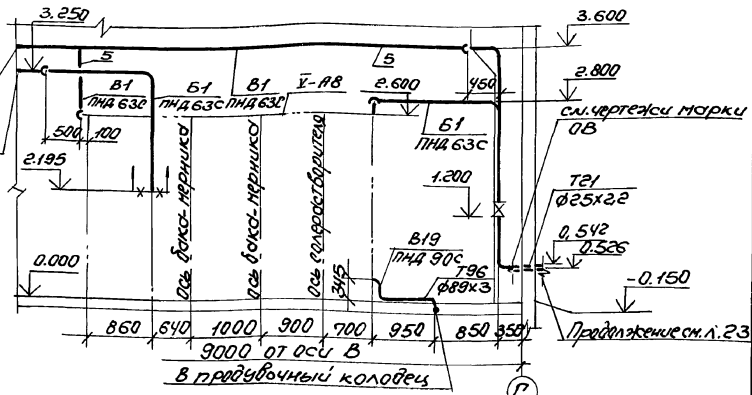 3.250
3.600
5
5
450
В1
ПНД 63С
Б1
ПНД 63С
В1
ПНД 63С
V-А8
2.600
2.800
500
100
Б1
ПНД 63С
см. чертежи марки
ОВ
2.195
1.200
Т21
ф25х2,2
ось бака-мерника
ось бака-мерника
ось солерастворителя
0,542
0.526
В19
ПНД 90С
Т96
ф89х3
345
0.000
-0.150
860
640
1000
900
700
950
850
350
Продолжение см. л. 23
9000 от оси В
В продувочный колодец
Г